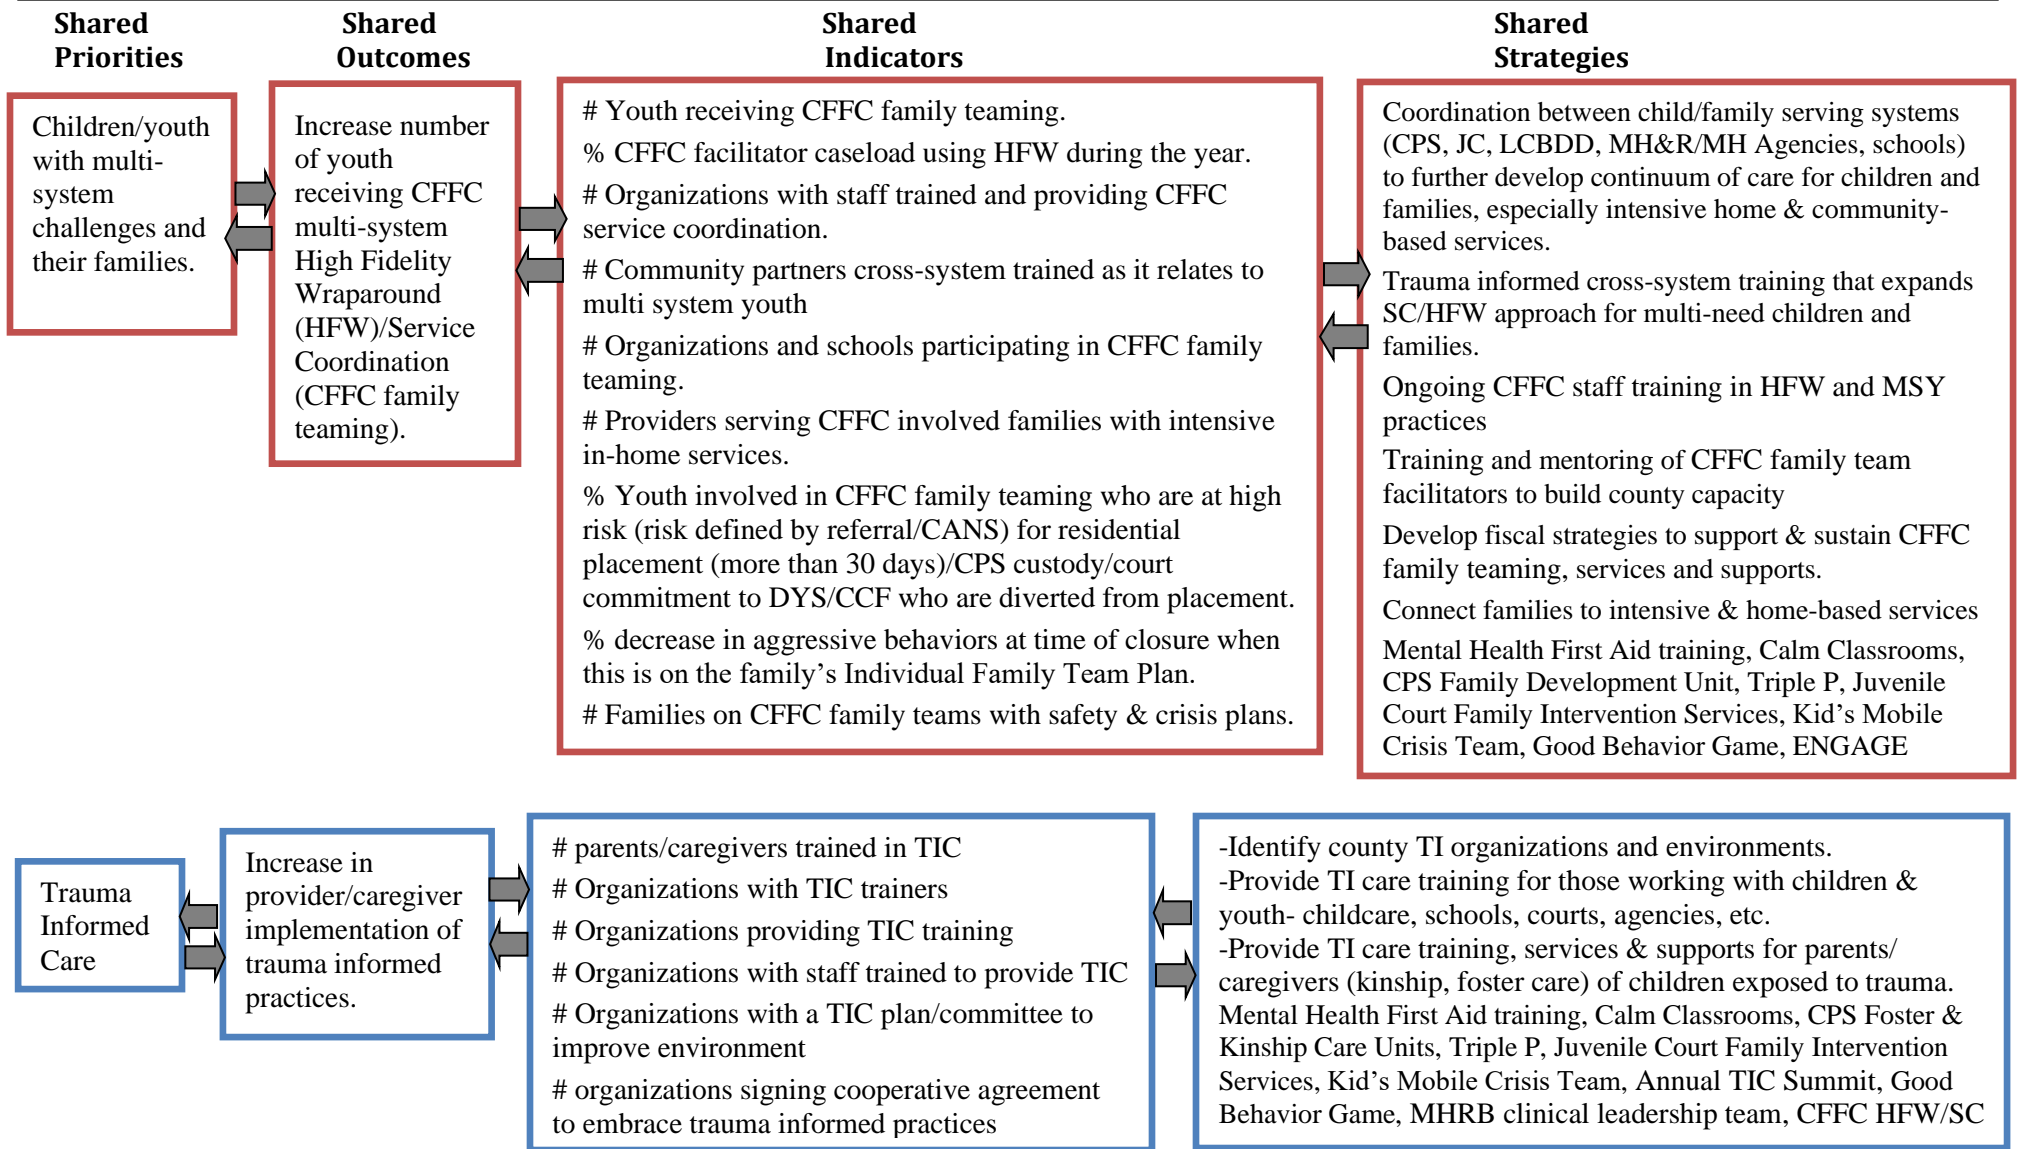 Shared
Priorities
Shared
Outcomes
Shared
Indicators
Shared
Strategies
Children/youth
with multi-
system
challenges and
their families.
Increase number
of youth
receiving CFFC
multi-system
High Fidelity
Wraparound
(HFW)/Service
Coordination
(CFFC family
teaming).
# Youth receiving CFFC family teaming.
% CFFC facilitator caseload using HFW during the year.
# Organizations with staff trained and providing CFFC
service coordination.
# Community partners cross-system trained as it relates to
multi system youth
# Organizations and schools participating in CFFC family
teaming.
# Providers serving CFFC involved families with intensive
in-home services.
% Youth involved in CFFC family teaming who are at high
risk (risk defined by referral/CANS) for residential
placement (more than 30 days)/CPS custody/court
commitment to DYS/CCF who are diverted from placement.
% decrease in aggressive behaviors at time of closure when
this is on the family’s Individual Family Team Plan.
# Families on CFFC family teams with safety & crisis plans.
Coordination between child/family serving systems
(CPS, JC, LCBDD, MH&R/MH Agencies, schools)
to further develop continuum of care for children and
families, especially intensive home & community-
based services.
Trauma informed cross-system training that expands
SC/HFW approach for multi-need children and
families.
Ongoing CFFC staff training in HFW and MSY
practices
Training and mentoring of CFFC family team
facilitators to build county capacity
Develop fiscal strategies to support & sustain CFFC
family teaming, services and supports.
Connect families to intensive & home-based services
Mental Health First Aid training, Calm Classrooms,
CPS Family Development Unit, Triple P, Juvenile
Court Family Intervention Services, Kid’s Mobile
Crisis Team, Good Behavior Game, ENGAGE
Trauma
Informed
Care
Increase in
provider/caregiver
implementation of
trauma informed
practices.
# parents/caregivers trained in TIC
# Organizations with TIC trainers
# Organizations providing TIC training
# Organizations with staff trained to provide TIC
# Organizations with a TIC plan/committee to
improve environment
# organizations signing cooperative agreement
to embrace trauma informed practices
-Identify county TI organizations and environments.
-Provide TI care training for those working with children &
youth- childcare, schools, courts, agencies, etc.
-Provide TI care training, services & supports for parents/
caregivers (kinship, foster care) of children exposed to trauma.
Mental Health First Aid training, Calm Classrooms, CPS Foster &
Kinship Care Units, Triple P, Juvenile Court Family Intervention
Services, Kid’s Mobile Crisis Team, Annual TIC Summit, Good
Behavior Game, MHRB clinical leadership team, CFFC HFW/SC